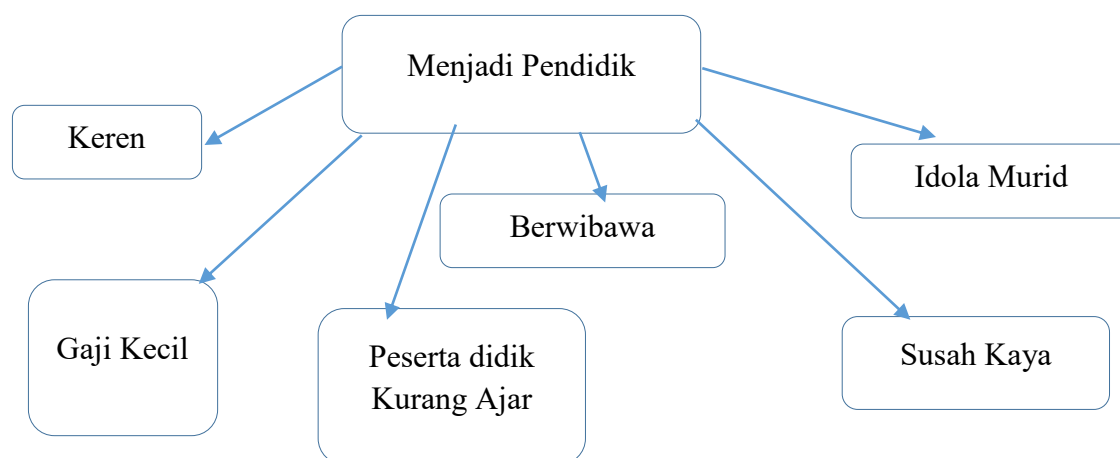 Menjadi Pendidik
Keren
Idola Murid
Berwibawa
Gaji Kecil
Peserta didik
Kurang Ajar
Susah Kaya